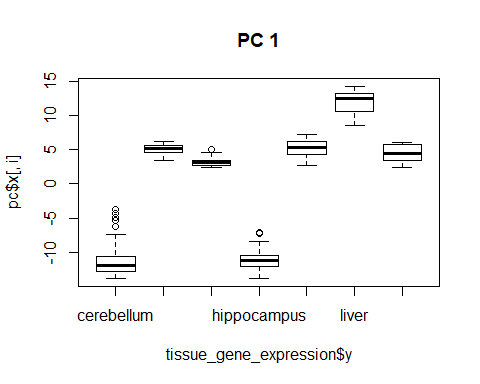 PC 1
pc$x[, i]
15
10
5
0
-5
-10
cerebellum hippocampus liver
tissue_gene_expression$y